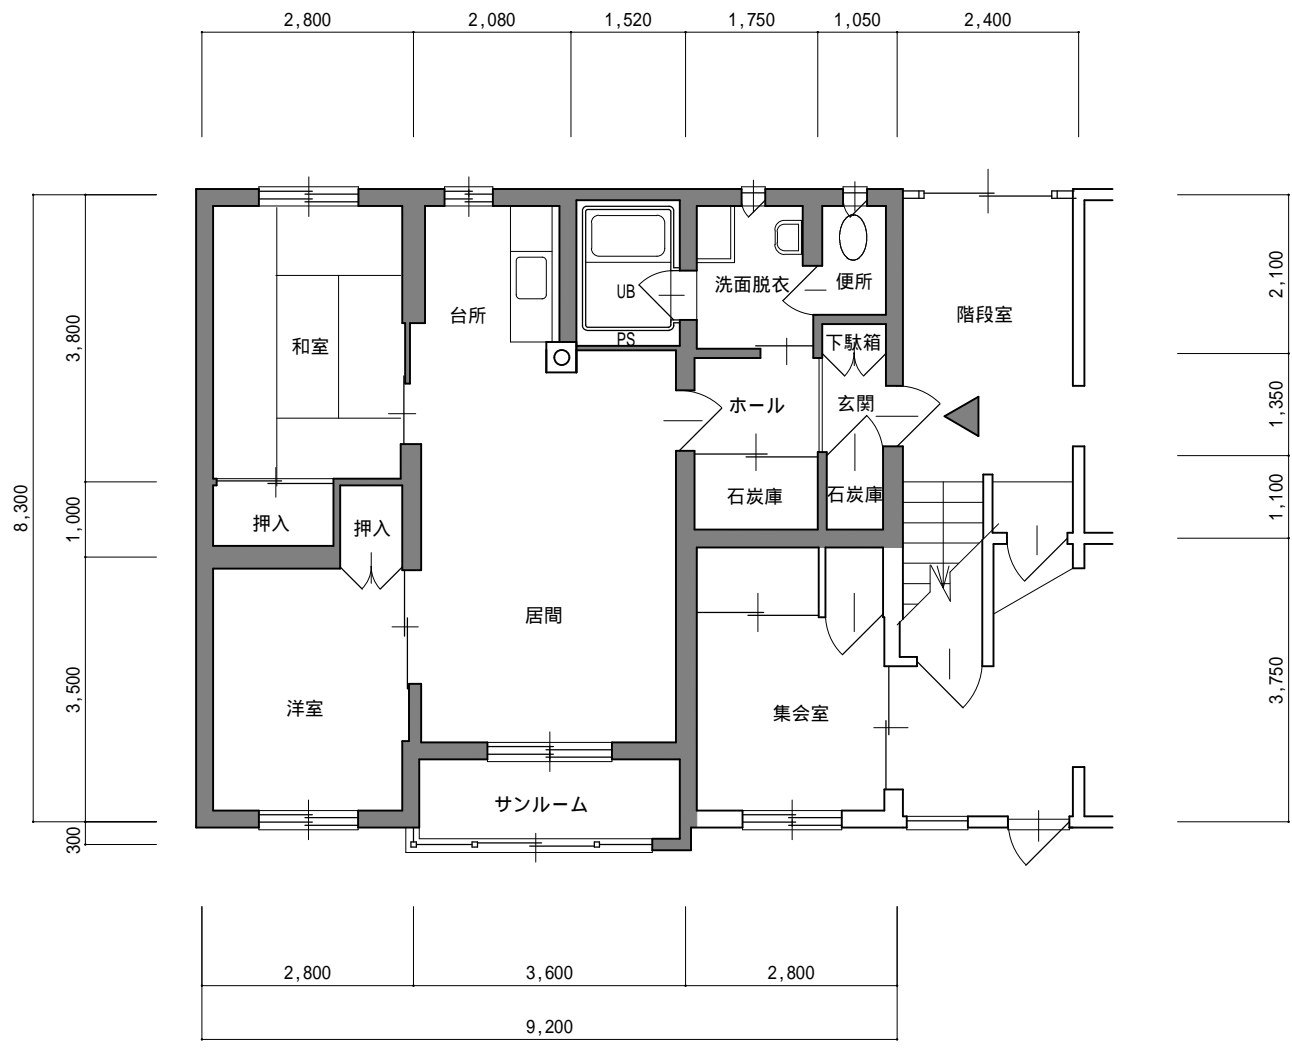 2,800
2,080
1,520
1,750
1,050
2,400
8,300
3,800
1,000
3,500
300
2,100
1,350
1,100
3,750
和室
台所
UB
PS
洗面脱衣
便所
階段室
下駄箱
ホール
玄関
押入
押入
石炭庫
石炭庫
居間
洋室
集会室
サンルーム
2,800
3,600
2,800
9,200